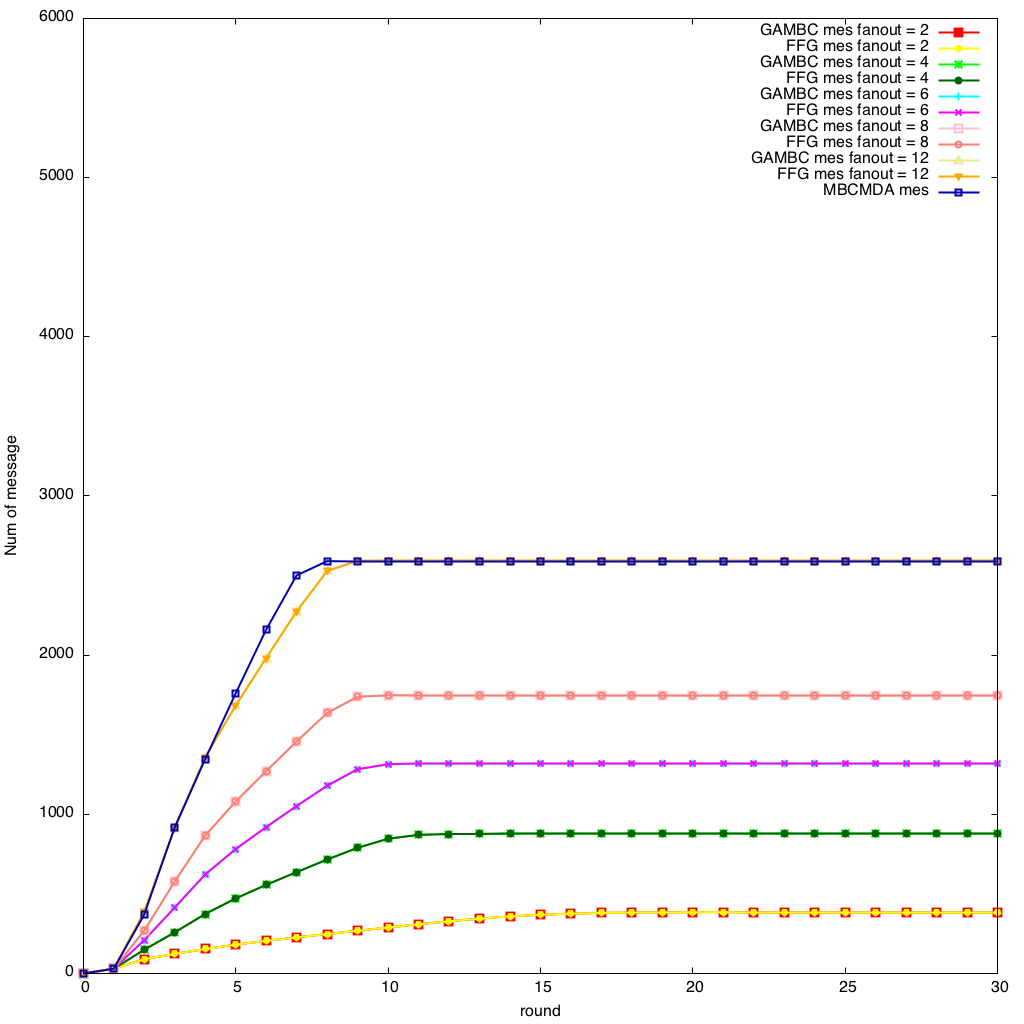 6000
5000
4000
3000
2000
1000
0
Num of message
GAMBC mes fanout = 2
FFG mes fanout = 2
GAMBC mes fanout = 4
FFG mes fanout = 4
GAMBC mes fanout = 6
FFG mes fanout = 6
GAMBC mes fanout = 8
FFG mes fanout = 8
GAMBC mes fanout = 12
FFG mes fanout = 12
MBCMDA mes
0 5 10 15 20 25 30
round